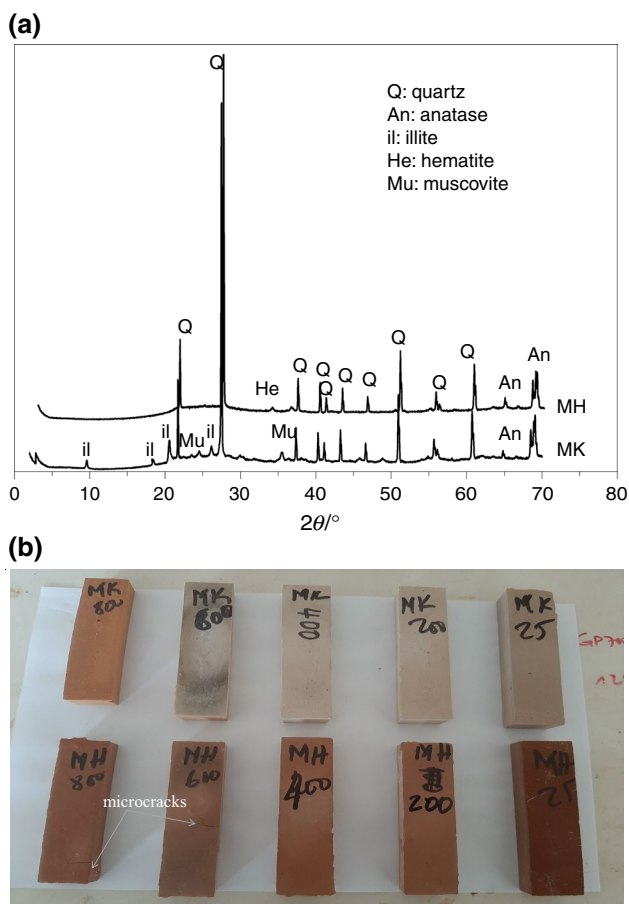 (a)
Q
Q: quartz
An: anatase
il: illite
He: hematite
Mu: muscovite
Q
Q
Q
An
He
Q
Q
Q
Q
Q
Q
An
MH
il
il
il
Mu
il
Mu
An
MK
0
10
20
30
40
50
60
70
80
2θ/°
(b)
MK
800
MK
600
MK
400
MK
200
MK
25
MH
800
MH
600
MH
400
MH
200
MH
25
microcracks